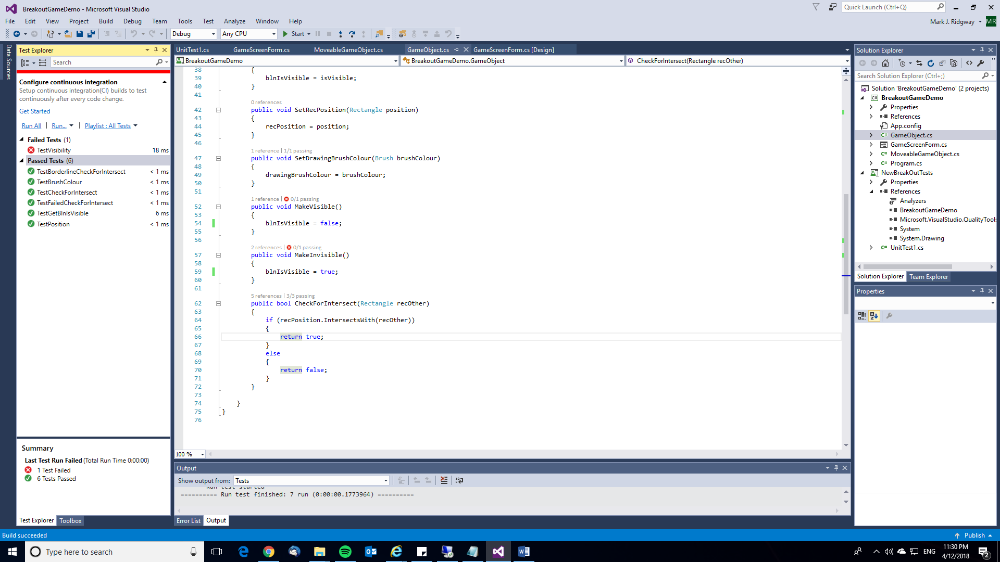 BreakoutGameDemo - Microsoft Visual Studio
Quick Launch (Ctrl+Q)
File Edit View Project Build Debug Team Tools Test Analyze Window Help
Mark J. Ridgway MR
Debug Any CPU Start
Data Sources
Test Explorer
Search
Configure continuous integration
Setup continuous integration(CI) builds to test
continuously after every code change.
Get Started
Run All | Run... | Playlist : All Tests
Failed Tests (1)
TestVisibility 18 ms
Passed Tests (6)
TestBorderlineCheckForIntersect < 1 ms
TestBrushColour < 1 ms
TestCheckForIntersect < 1 ms
TestFailedCheckForIntersect < 1 ms
TestGetBlnIsVisible 6 ms
TestPosition < 1 ms
Summary
Last Test Run Failed (Total Run Time 0:00:00)
1 Test Failed
6 Tests Passed
Test Explorer Toolbox
UnitTest1.cs GameScreenForm.cs MoveableGameObject.cs GameObject.cs GameScreenForm.cs [Design]
BreakoutGameDemo BreakoutGameDemo.GameObject CheckForIntersect(Rectangle recOther)
38 {
39 blnIsVisible = isVisible;
40 }
41
0 references
42 public void SetRecPosition(Rectangle position)
43 {
44 recPosition = position;
45 }
46
1 reference | 1/1 passing
47 public void SetDrawingBrushColour(Brush brushColour)
48 {
49 drawingBrushColour = brushColour;
50 }
51
1 reference | 0/1 passing
52 public void MakeVisible()
53 {
54 blnIsVisible = false;
55 }
56
2 references | 0/1 passing
57 public void MakeInvisible()
58 {
59 blnIsVisible = true;
60 }
61
5 references | 3/3 passing
62 public bool CheckForIntersect(Rectangle recOther)
63 {
64 if (recPosition.IntersectsWith(recOther))
65 {
66 return true;
67 }
68 else
69 {
70 return false;
71 }
72 }
73
74 }
75 }
76
100 %
Output
Show output from: Tests
Run test started
========== Run test finished: 7 run (0:00:00.1773964) ==========
Error List Output
Solution Explorer
Search Solution Explorer (Ctrl+;)
Solution 'BreakoutGameDemo' (2 projects)
BreakoutGameDemo
Properties
References
App.config
GameObject.cs
GameScreenForm.cs
MoveableGameObject.cs
Program.cs
NewBreakOutTests
Properties
References
Analyzers
BreakoutGameDemo
Microsoft.VisualStudio.QualityTools
System
System.Drawing
UnitTest1.cs
Solution Explorer Team Explorer
Properties
Build succeeded
Publish
Type here to search
ENG
11:30 PM
4/12/2018
2